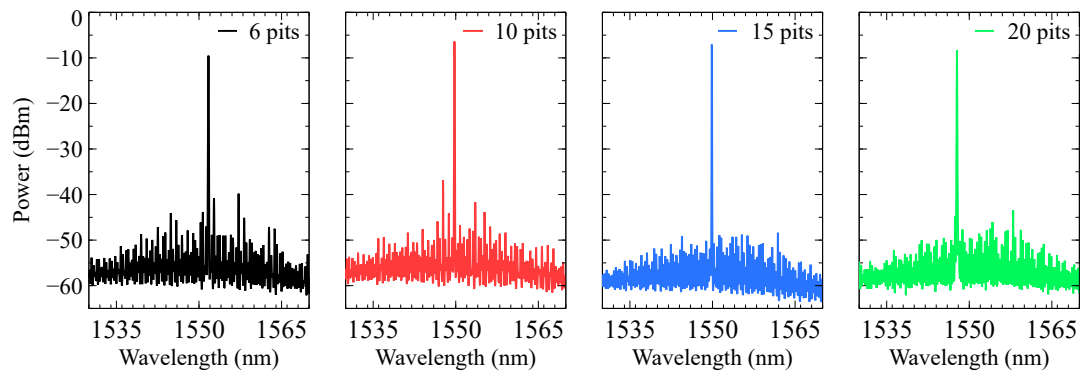 0
−10
−20
−30
−40
−50
−60
Power (dBm)
6 pits
10 pits
15 pits
20 pits
1535 1550 1565
1535 1550 1565
1535 1550 1565
1535 1550 1565
Wavelength (nm)
Wavelength (nm)
Wavelength (nm)
Wavelength (nm)